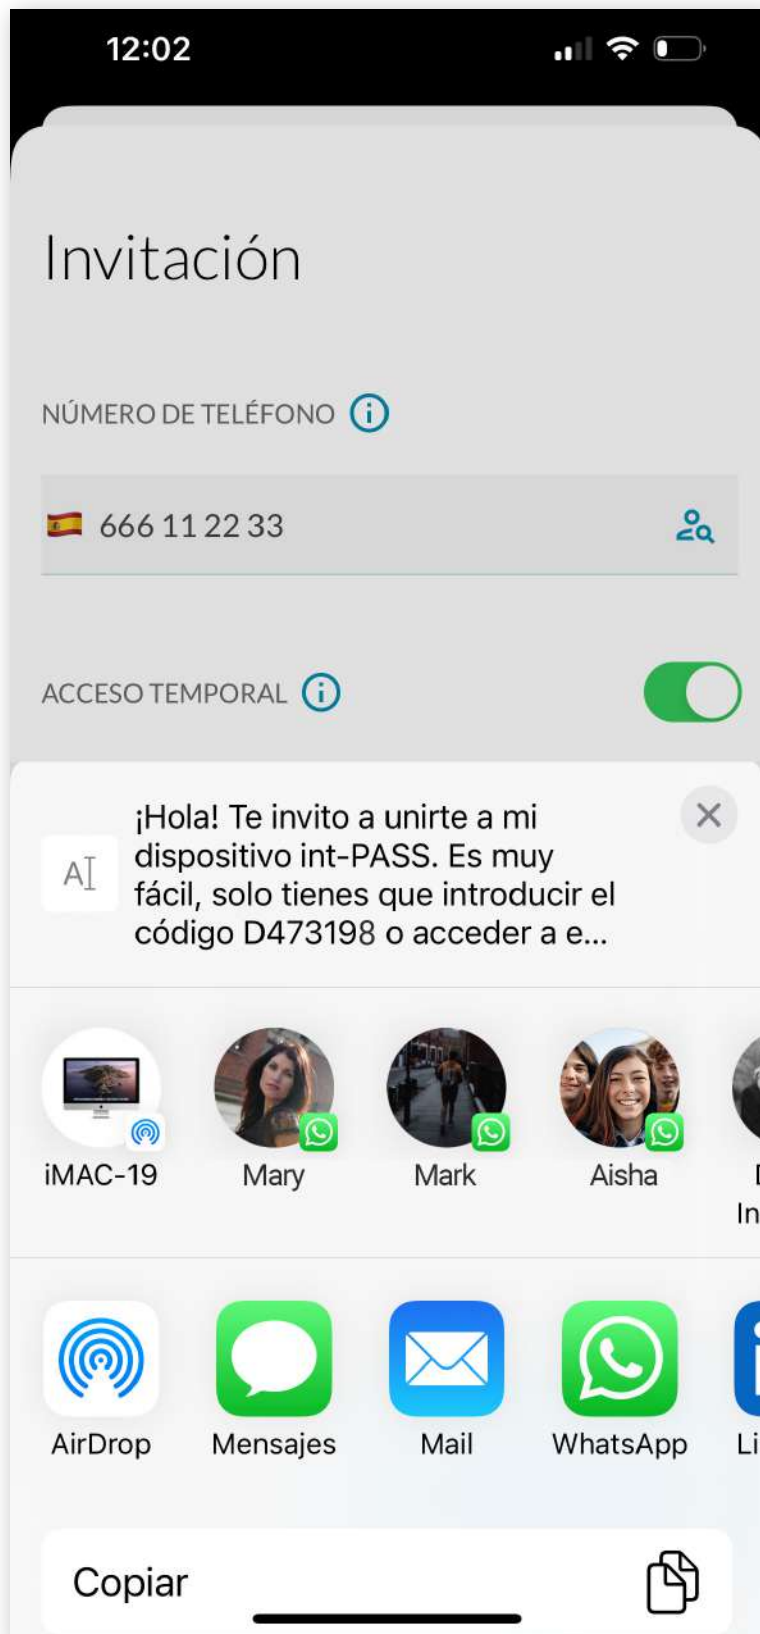 12:02
Invitación
NÚMERO DE TELÉFONO
666 11 22 33
ACCESO TEMPORAL
¡Hola! Te invito a unirte a mi
dispositivo int-PASS. Es muy
fácil, solo tienes que introducir el
código D473198 o acceder a e...
iMAC-19
Mary
Mark
Aisha
AirDrop
Mensajes
Mail
WhatsApp
Copiar